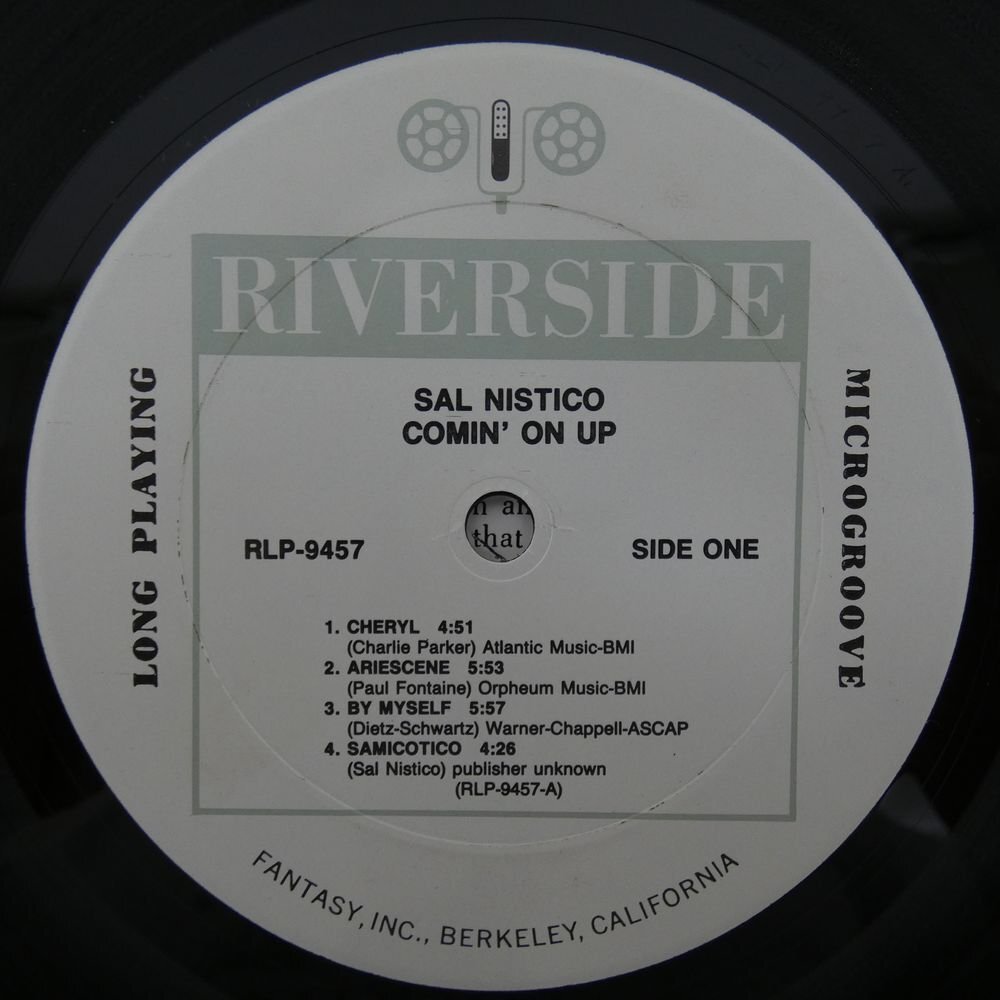 RIVERSIDE
SAL NISTICO
COMIN' ON UP
LONG PLAYING
MICROGROOVE
n an
that
RLP-9457
SIDE ONE
1. CHERYL 4:51
(Charlie Parker) Atlantic Music-BMI
2. ARIESCENE 5:53
(Paul Fontaine) Orpheum Music-BMI
3. BY MYSELF 5:57
(Dietz-Schwartz) Warner-Chappell-ASCAP
4. SAMICOTICO 4:26
(Sal Nistico) publisher unknown
(RLP-9457-A)
FANTASY, INC., BERKELEY, CALIFORNIA